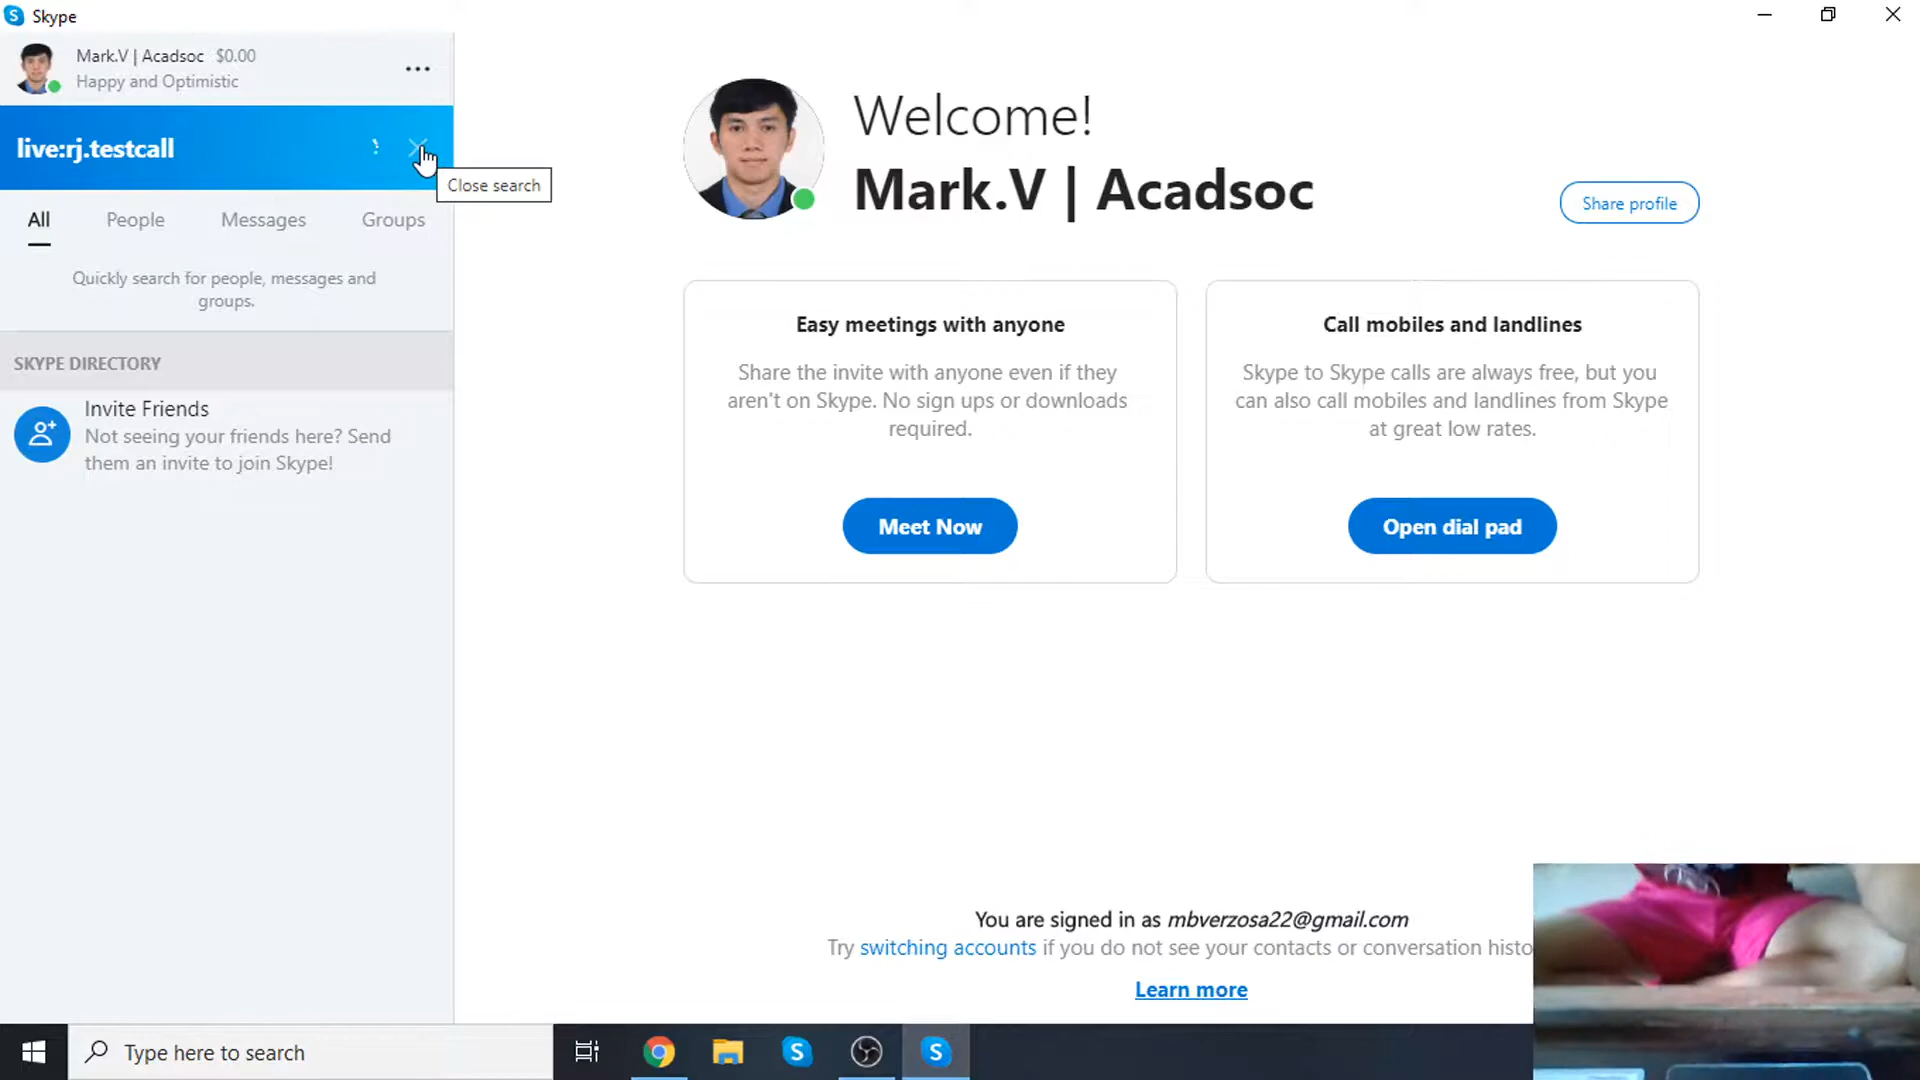 Skype
Mark.V | Acadsoc $0.00
Happy and Optimistic
live:rj.testcall
Close search
All People Messages Groups
Quickly search for people, messages and
groups.
SKYPE DIRECTORY
Invite Friends
Not seeing your friends here? Send
them an invite to join Skype!
Welcome!
Mark.V | Acadsoc
Share profile
Easy meetings with anyone
Share the invite with anyone even if they
aren't on Skype. No sign ups or downloads
required.
Meet Now
Call mobiles and landlines
Skype to Skype calls are always free, but you
can also call mobiles and landlines from Skype
at great low rates.
Open dial pad
You are signed in as mbverzosa22@gmail.com
Try switching accounts if you do not see your contacts or conversation histo
Learn more
Type here to search